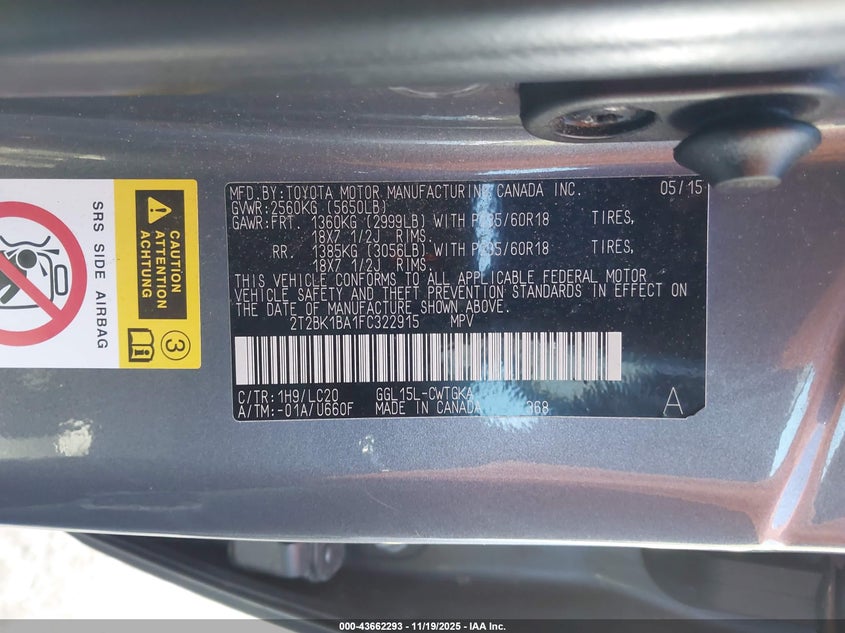 MFD.BY:TOYOTA MOTOR MANUFACTURING CANADA INC. 05/15
GVWR:2560KG (5650LB)
GAWR:FRT. 1360KG (2999LB) WITH /60R18 TIRES,
18X7 1/2J RIMS.
RR. 1385KG (3056LB) WITH /60R18 TIRES,
18X7 1/2J RIMS.
THIS VEHICLE CONFORMS TO ALL APPLICABLE FEDERAL MOTOR
VEHICLE SAFETY AND THEFT PREVENTION STANDARDS IN EFFECT ON
THE DATE OF MANUFACTURE SHOWN ABOVE.
2T2BK1BA1FC322915 MPV
C/TR:1H9/LC20 GGL15L-CWTGKA
A/TM:-01A/U660F MADE IN CANADA 368 A
SRS SIDE AIRBAG
CAUTION
ATTENTION
ACHTUNG
3
000-43662293 - 11/19/2025 - IAA Inc.